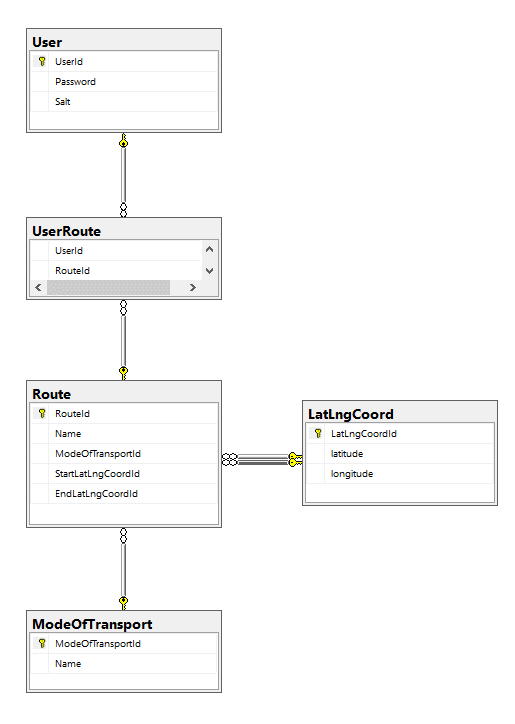 User
UserId
Password
Salt
UserRoute
UserId
RouteId
Route
RouteId
Name
ModeOfTransportId
StartLatLngCoordId
EndLatLngCoordId
LatLngCoord
LatLngCoordId
latitude
longitude
ModeOfTransport
ModeOfTransportId
Name